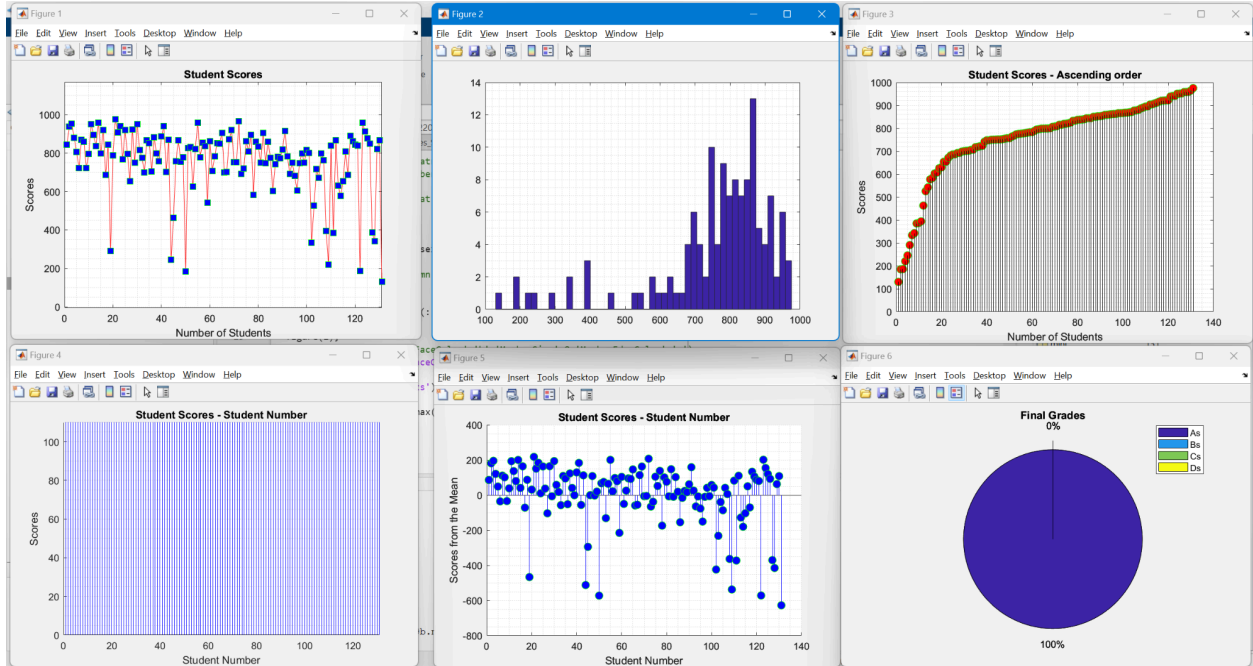 Figure 1
File Edit View Insert Tools Desktop Window Help
Student Scores
1000
800
600
400
200
0
Scores
0 20 40 60 80 100 120
Number of Students
Figure 2
File Edit View Insert Tools Desktop Window Help
14
12
10
8
6
4
2
0
100 200 300 400 500 600 700 800 900 1000
Figure 3
File Edit View Insert Tools Desktop Window Help
Student Scores - Ascending order
1000
900
800
700
600
500
400
300
200
100
0
Scores
0 20 40 60 80 100 120 140
Number of Students
Figure 4
File Edit View Insert Tools Desktop Window Help
Student Scores - Student Number
100
80
60
40
20
0
Scores
0 20 40 60 80 100 120
Student Number
Figure 5
File Edit View Insert Tools Desktop Window Help
Student Scores - Student Number
400
200
0
-200
-400
-600
-800
Scores from the Mean
0 20 40 60 80 100 120 140
Student Number
Figure 6
File Edit View Insert Tools Desktop Window Help
Final Grades
0%
As
Bs
Cs
Ds
100%